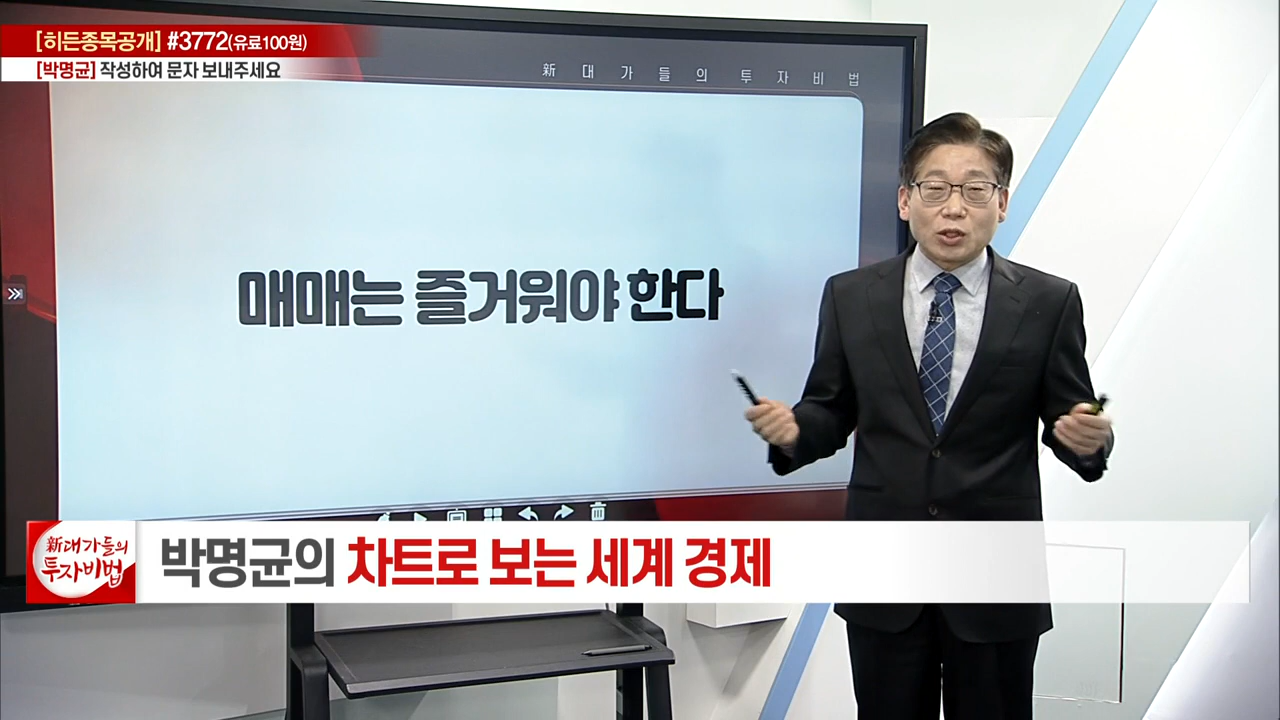 [히든종목공개] #3772(유료100원)
[박명균] 작성하여 문자 보내주세요
新 대가들의 투자비법
매매는 즐거워야 한다
新대가들의
투자비법
박명균의 차트로 보는 세계 경제